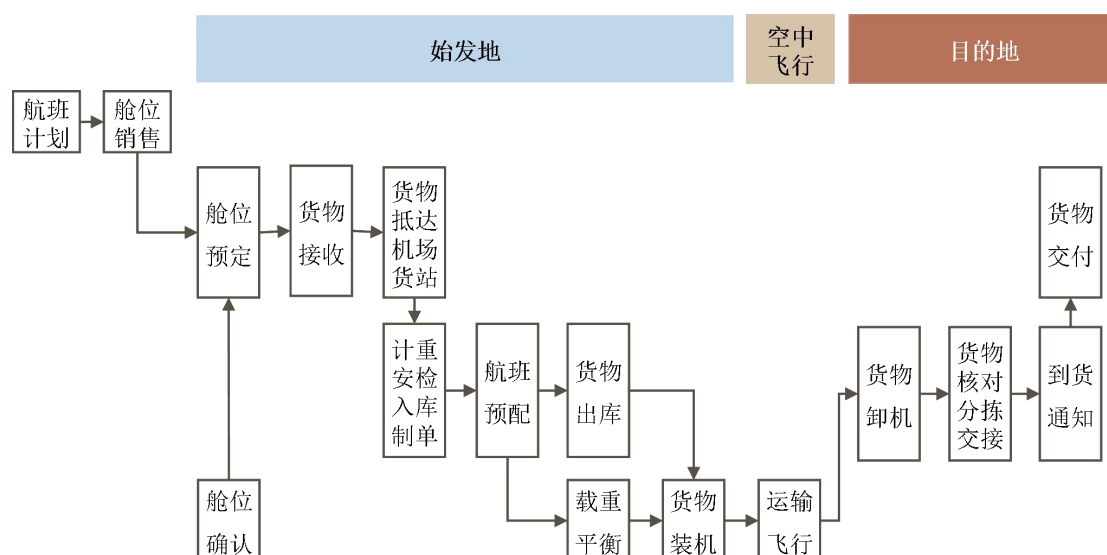 始发地
空中
飞行
目的地
航班
计划
舱位
销售
舱位
预定
货物
接收
货物
抵达
机场
货站
货物
交付
计重
安检
入库
制单
航班
预配
货物
出库
货物
卸机
货物
核对
分拣
交接
到货
通知
舱位
确认
载重
平衡
货物
装机
运输
飞行